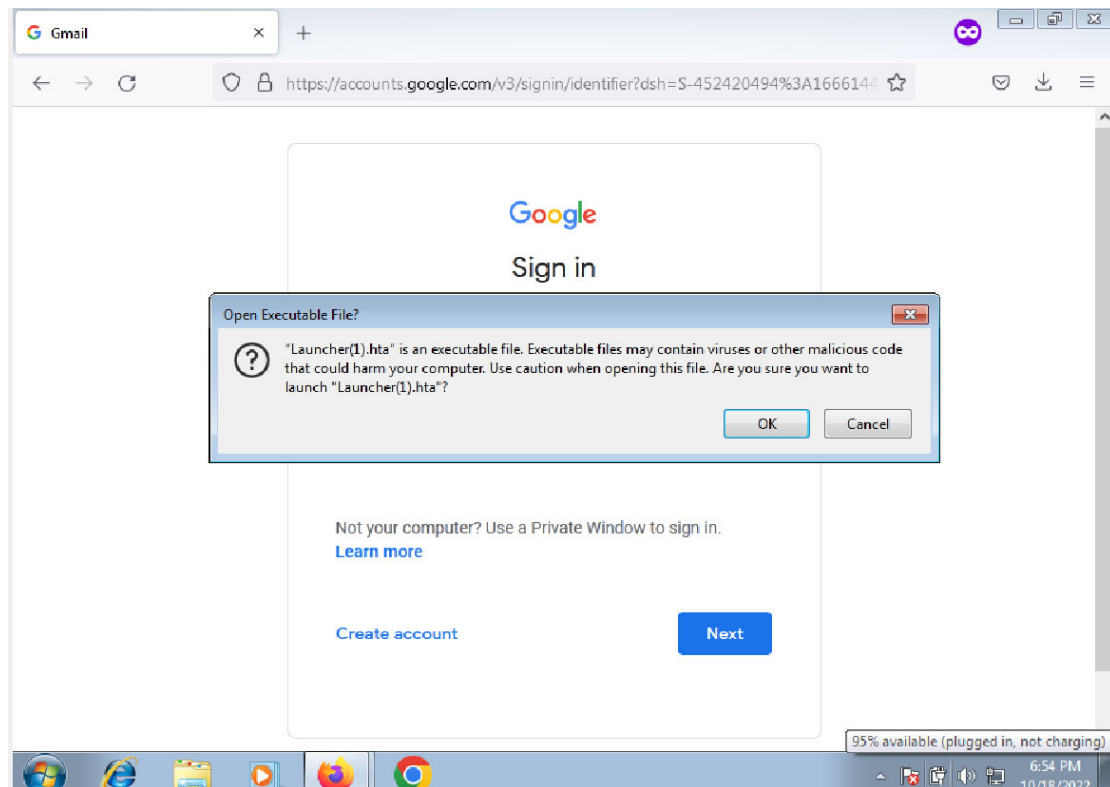 Gmail
https://accounts.google.com/v3/signin/identifier?dsh=S-452420494%3A1666144
Google
Sign in
Open Executable File?
"Launcher(1).hta" is an executable file. Executable files may contain viruses or other malicious code
that could harm your computer. Use caution when opening this file. Are you sure you want to
launch "Launcher(1).hta"?
OK Cancel
Not your computer? Use a Private Window to sign in.
Learn more
Create account Next
95% available (plugged in, not charging)
6:54 PM
10/18/2022